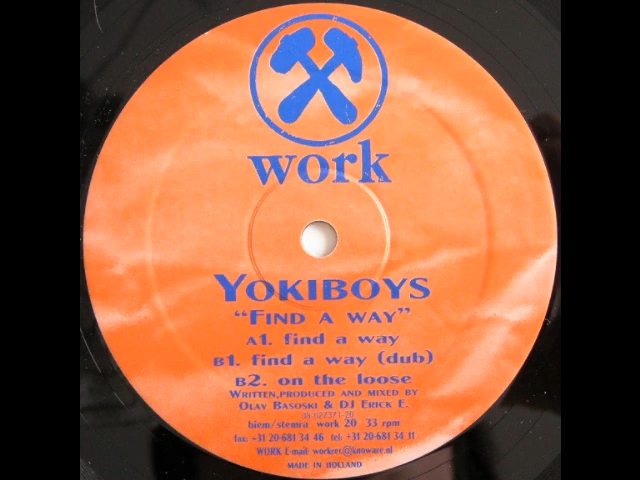 work
YOKIBOYS
“FIND A WAY”
A1. find a way
B1. find a way (dub)
B2. on the loose
WRITTEN,PRODUCED AND MIXED BY
OLAV BASOSKI & DJ ERICK E.
biem/stemra work 20 33 rpm
fax: +31 20-681 34 46 tel: +31 20-681 34 11
WORK E-mail: workrec@knoware.nl
MADE IN HOLLAND